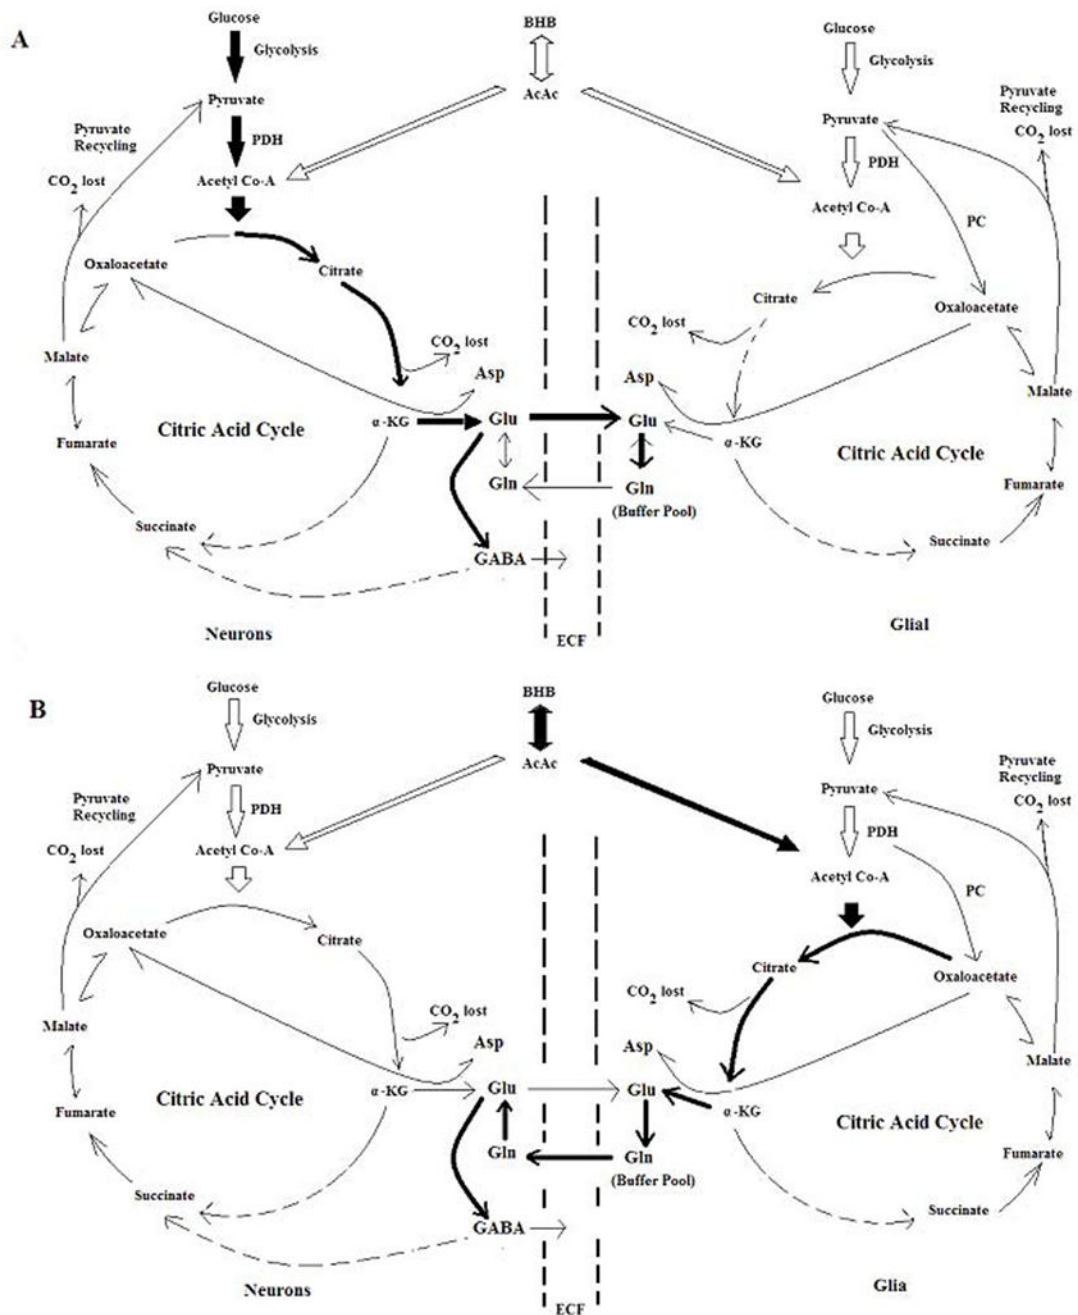 A
Glucose
Glycolysis
Pyruvate
Pyruvate
Recycling
PDH
CO2 lost
Acetyl Co-A
Oxaloacetate
Citrate
CO2 lost
Malate
Asp
Citric Acid Cycle
α-KG
Glu
Fumarate
Gln
Succinate
GABA
Neurons
BHB
AcAc
ECF
Glucose
Glycolysis
Pyruvate
Pyruvate
Recycling
CO2 lost
PDH
Acetyl Co-A
PC
Citrate
Oxaloacetate
CO2 lost
Asp
Malate
Glu
α-KG
Citric Acid Cycle
Gln
(Buffer Pool)
Fumarate
Succinate
Glial
B
Glucose
Glycolysis
Pyruvate
Pyruvate
Recycling
PDH
CO2 lost
Acetyl Co-A
Oxaloacetate
Citrate
CO2 lost
Malate
Asp
Citric Acid Cycle
α-KG
Glu
Fumarate
Gln
Succinate
GABA
Neurons
BHB
AcAc
ECF
Glucose
Glycolysis
Pyruvate
Pyruvate
Recycling
CO2 lost
PDH
Acetyl Co-A
PC
Citrate
Oxaloacetate
CO2 lost
Asp
Malate
Glu
α-KG
Citric Acid Cycle
Gln
(Buffer Pool)
Fumarate
Succinate
Glia